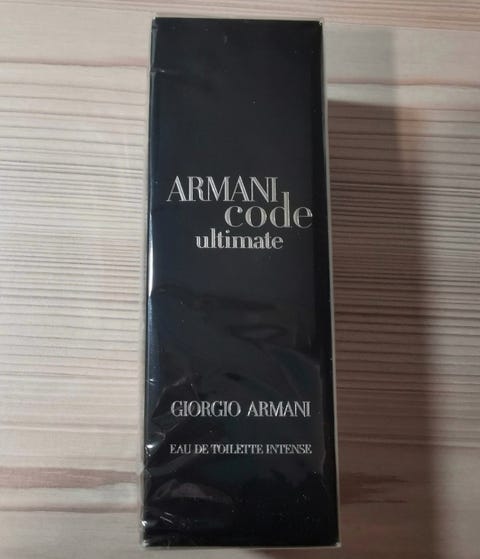 ARMANI
code
ultimate
GIORGIO ARMANI
EAU DE TOILETTE INTENSE